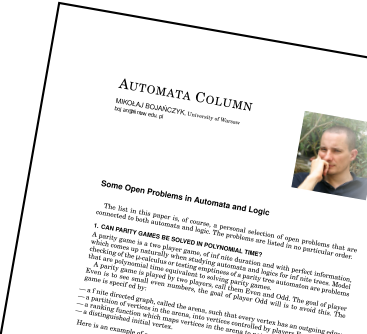 AUTOMATA COLUMN
MIKOŁAJ BOJAŃCZYK, University of Warsaw
bojan@mimuw.edu.pl
Some Open Problems in Automata and Logic
The list in this paper is, of course, a personal selection of open problems that are
connected to both automata and logic. The problems are listed in no particular order.
1. CAN PARITY GAMES BE SOLVED IN POLYNOMIAL TIME?
A parity game is a two player game, of infinite duration and with perfect information,
which comes up naturally when studying automata and logics for infinite trees. Model
checking of the μ-calculus or testing emptiness of a parity tree automaton are problems
that are polynomial time equivalent to solving parity games.
A parity game is played by two players, call them Even and Odd. The goal of player
Even is to see small even numbers, the goal of player Odd will is to avoid this. The
game is specified by:
— a finite directed graph, called the arena, such that every vertex has an outgoing
— a partition of vertices in the arena, into vertices controlled by players
— a ranking function which maps vertices in the arena to
— a distinguished initial vertex.
Here is an example of